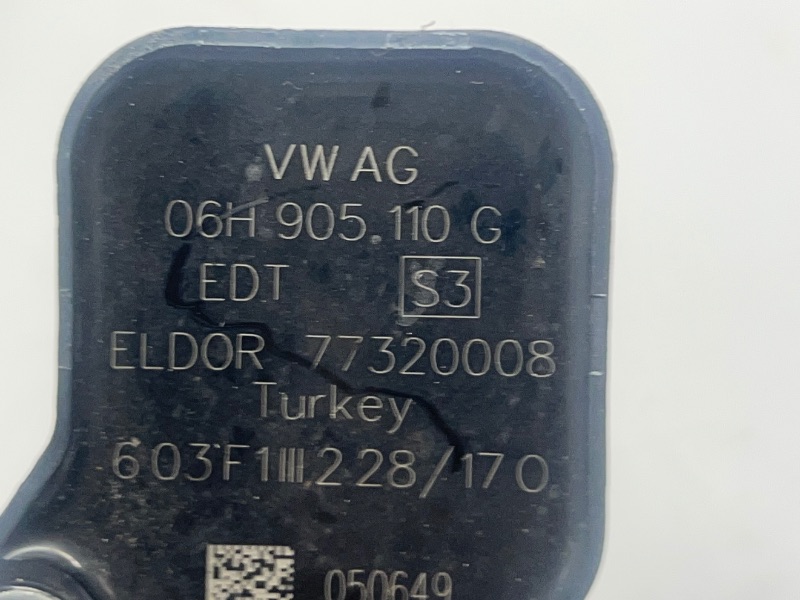 VW AG
06H 905 110 G
EDT S3
ELDOR 77320008
Turkey
603F1III228/170
050649